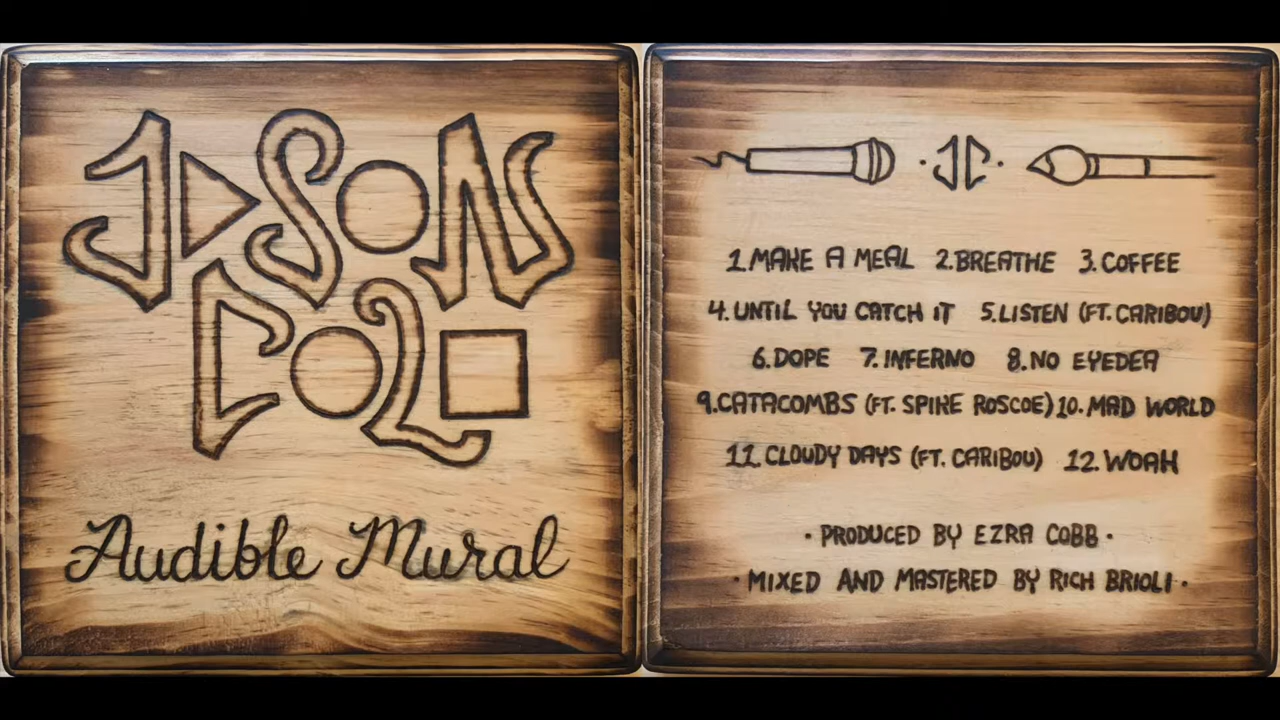 JASON
Audible Mural
· JC ·
1.MAKE A MEAL 2.BREATHE 3.COFFEE
4.UNTIL YOU CATCH IT 5.LISTEN (FT. CARIBOU)
6.DOPE 7.INFERNO 8.NO EYEDEA
9.CATACOMBS (FT. SPIKE ROSCOE) 10.MAD WORLD
11.CLOUDY DAYS (FT. CARIBOU) 12.WOAH
· PRODUCED BY EZRA COBB ·
· MIXED AND MASTERED BY RICH BRIOLI ·